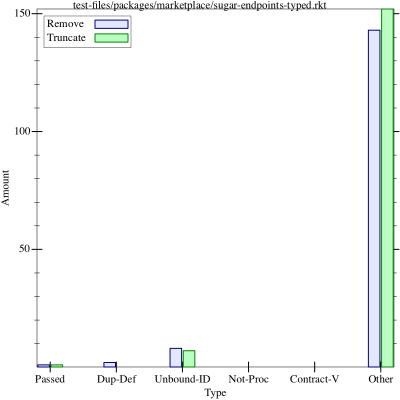 test-files/packages/marketplace/sugar-endpoints-typed.rkt
150
Remove
Truncate
100
Amount
50
Passed Dup-Def Unbound-ID Not-Proc Contract-V Other
Type